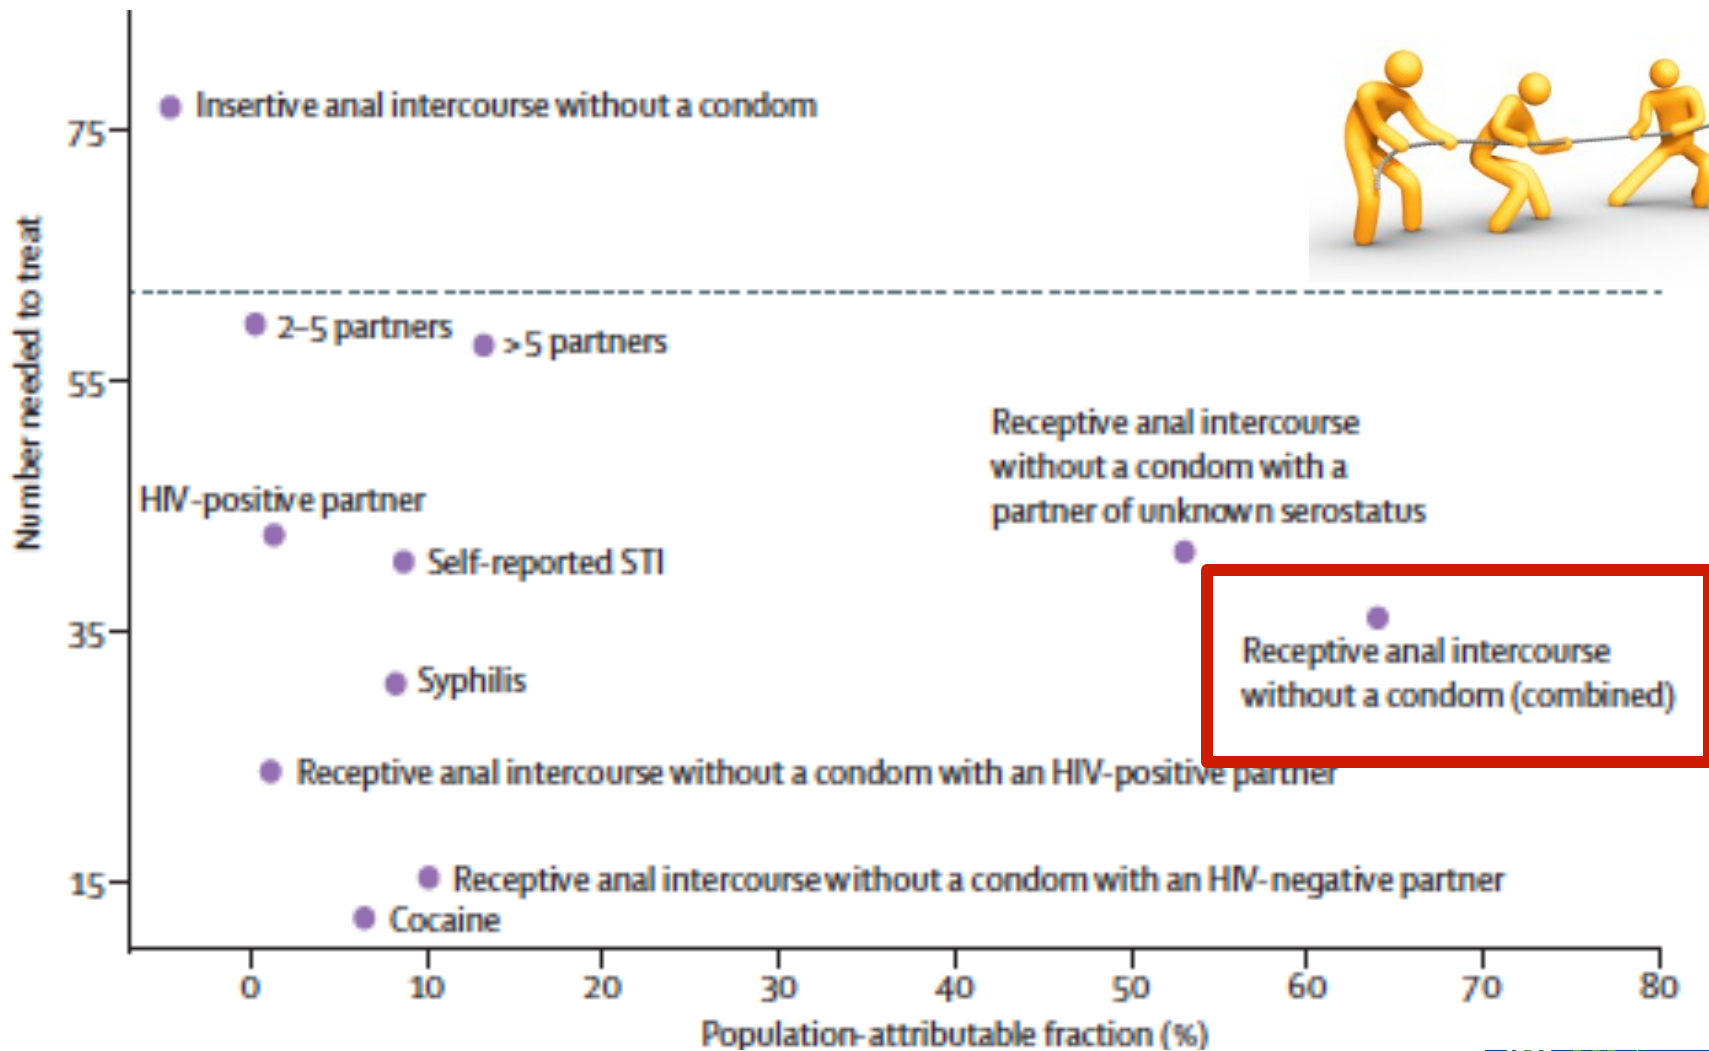 Insertive anal intercourse without a condom
75
2–5 partners
>5 partners
55
Number needed to treat
Receptive anal intercourse
without a condom with a
partner of unknown serostatus
HIV-positive partner
Self-reported STI
35
Receptive anal intercourse
without a condom (combined)
Syphilis
Receptive anal intercourse without a condom with an HIV-positive partner
15
Receptive anal intercourse without a condom with an HIV-negative partner
Cocaine
0 10 20 30 40 50 60 70 80
Population-attributable fraction (%)